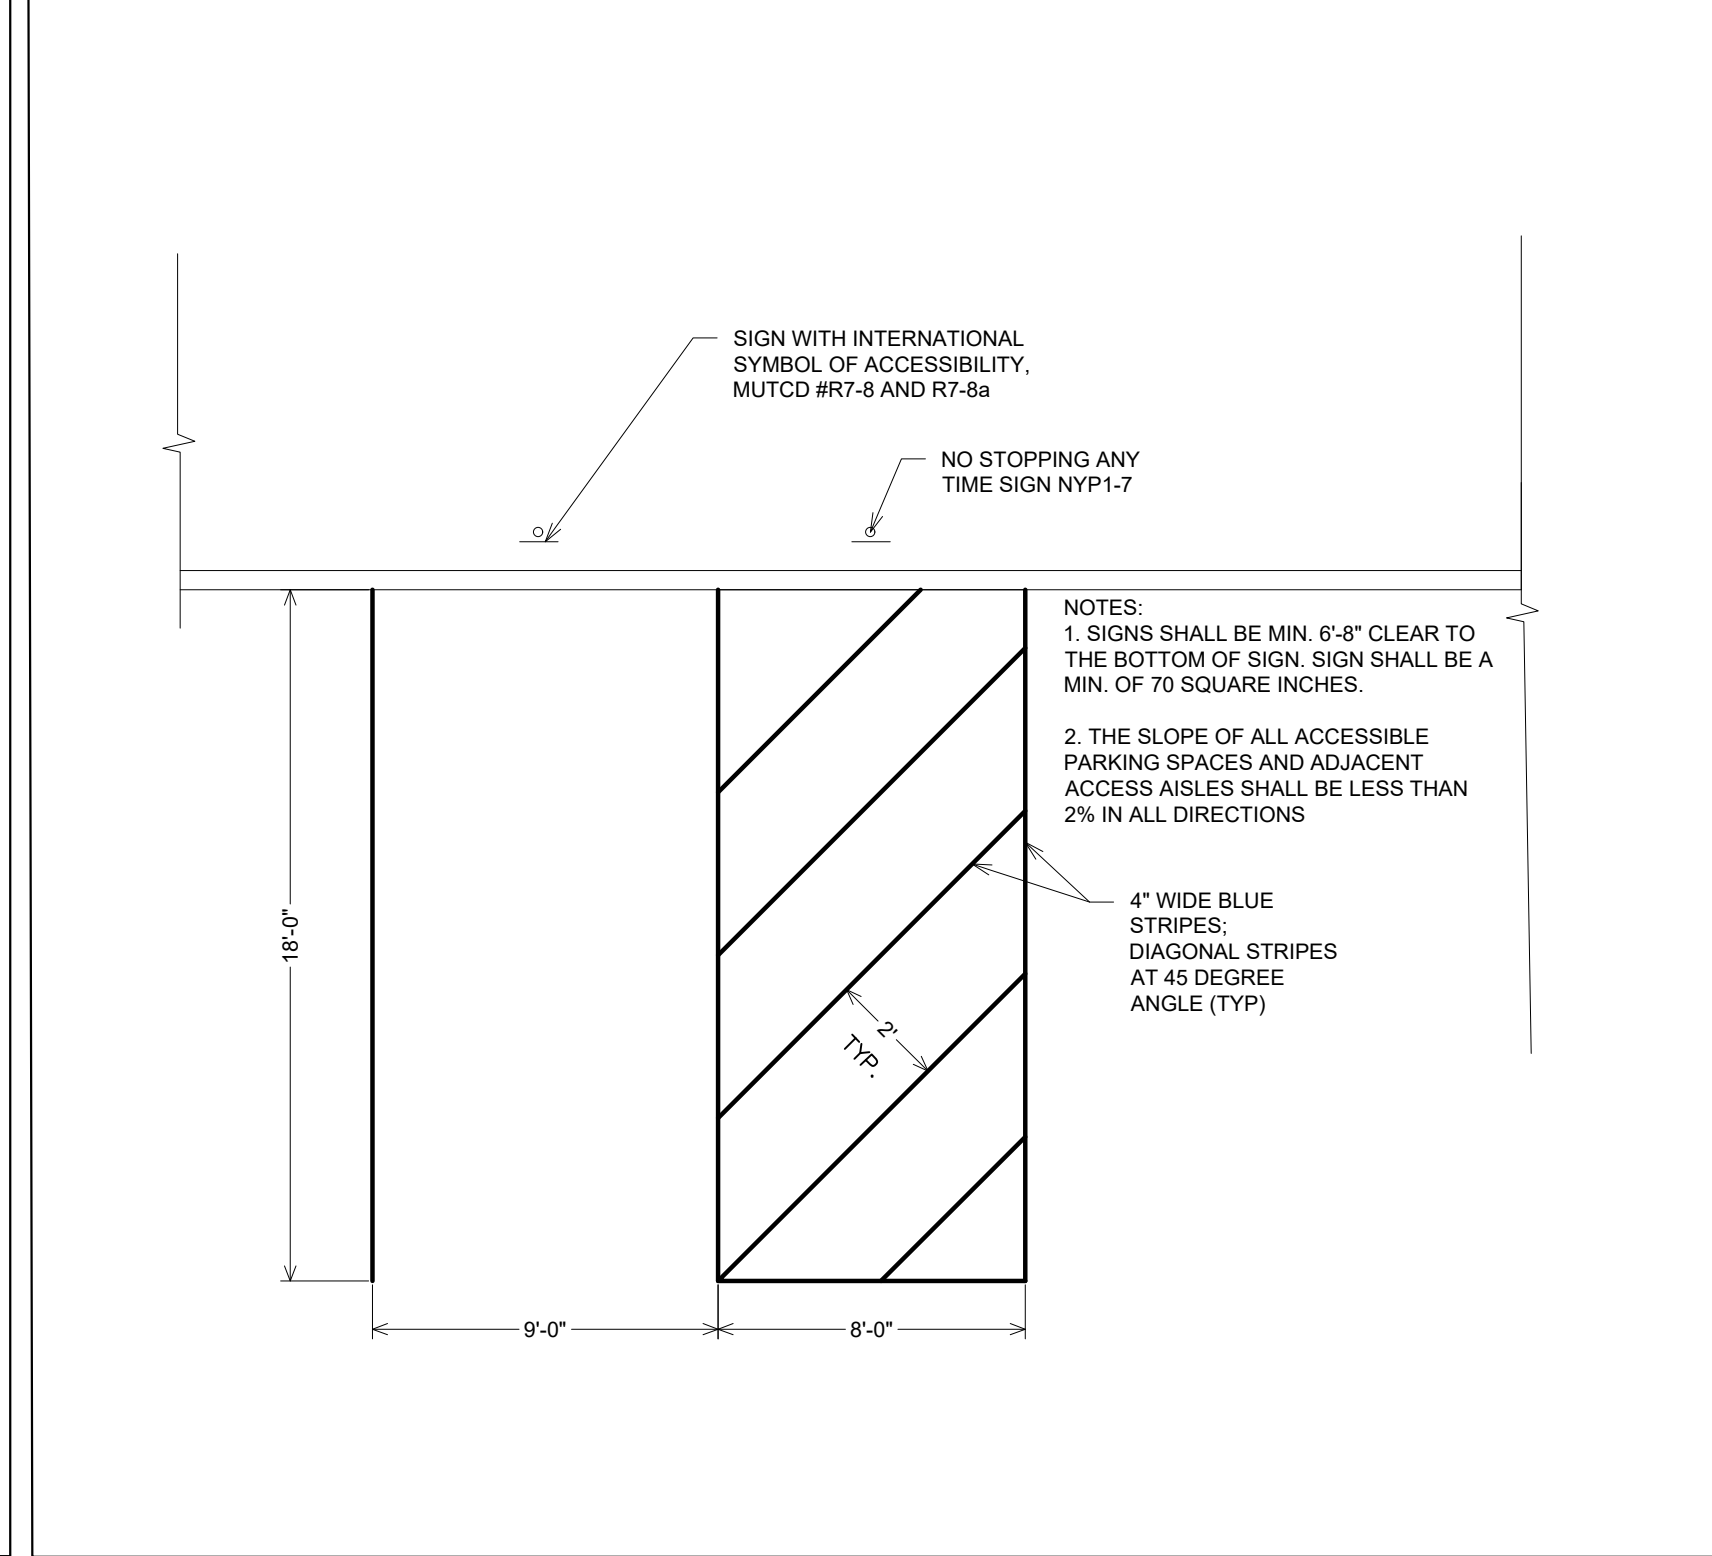 SIGN WITH INTERNATIONAL
SYMBOL OF ACCESSIBILITY,
MUTCD #R7-8 AND R7-8a
NO STOPPING ANY
TIME SIGN NYP1-7
NOTES:
1. SIGNS SHALL BE MIN. 6'-8" CLEAR TO
THE BOTTOM OF SIGN. SIGN SHALL BE A
MIN. OF 70 SQUARE INCHES.
2. THE SLOPE OF ALL ACCESSIBLE
PARKING SPACES AND ADJACENT
ACCESS AISLES SHALL BE LESS THAN
2% IN ALL DIRECTIONS
4" WIDE BLUE
STRIPES;
DIAGONAL STRIPES
AT 45 DEGREE
ANGLE (TYP)
18'-0"
2'
TYP.
9'-0"
8'-0"